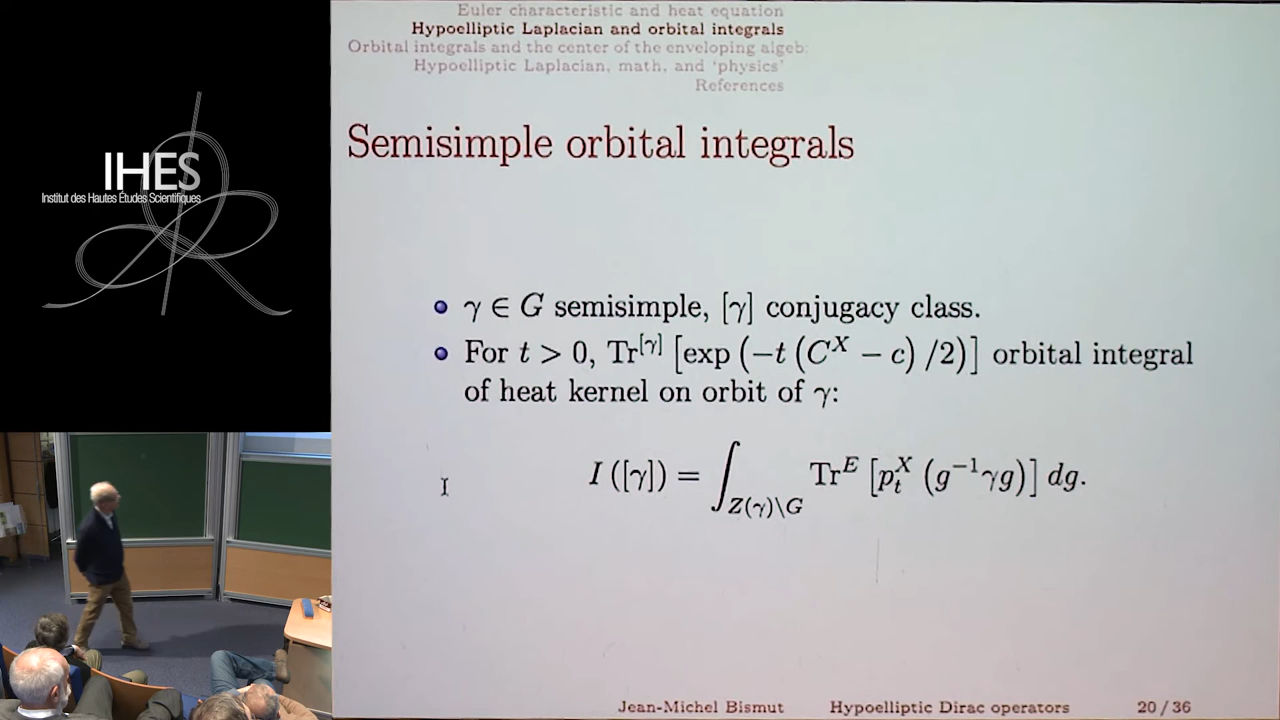 IHES
Institut des Hautes Études Scientifiques
Euler characteristic and heat equation
Hypoelliptic Laplacian and orbital integrals
Orbital integrals and the center of the enveloping algeb
Hypoelliptic Laplacian, math, and ‘physics’
References
Semisimple orbital integrals
γ ∈ G semisimple, [γ] conjugacy class.
For t > 0, Tr^[γ] [exp (−t (C^X − c) /2)] orbital integral
of heat kernel on orbit of γ:
I ([γ]) = ∫_{Z(γ)\G} Tr^E [p_t^X (g^{-1}γg)] dg.
Jean-Michel Bismut Hypoelliptic Dirac operators 20 / 36